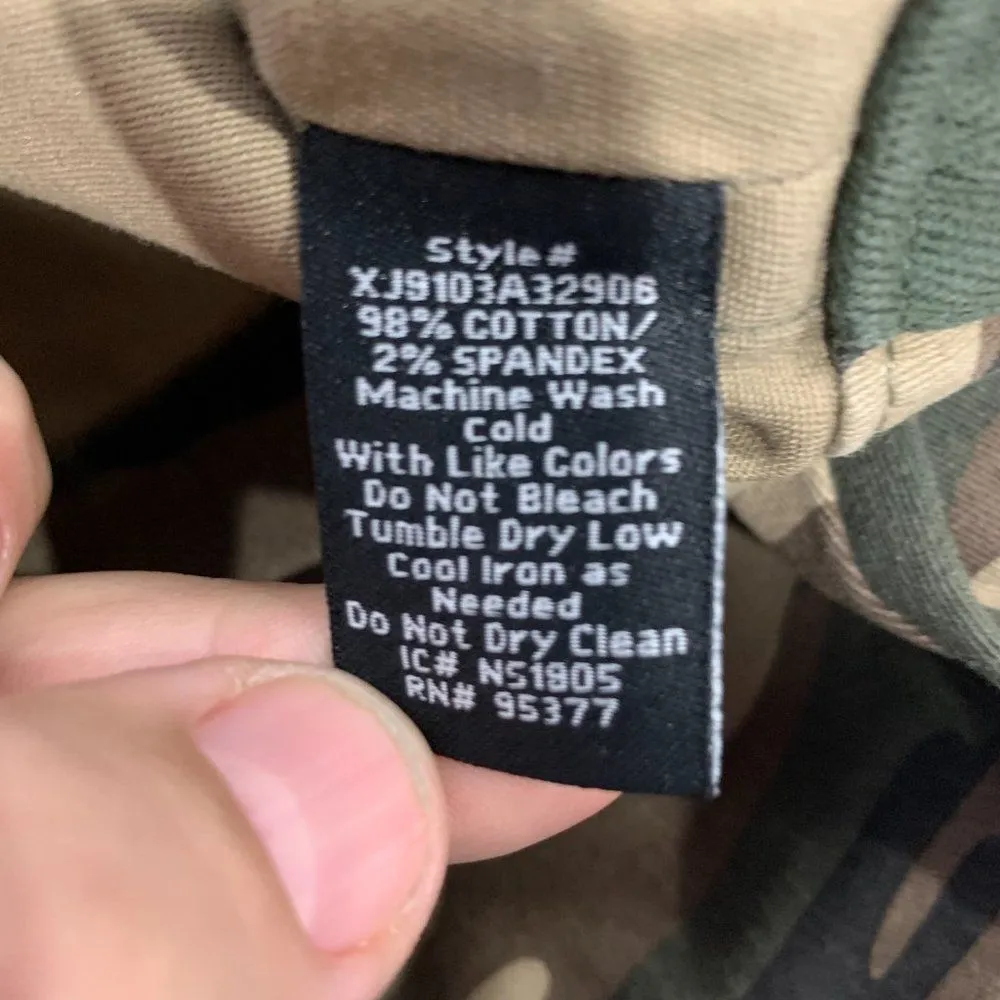 Style#
XJ9103A32906
98% COTTON/
2% SPANDEX
Machine Wash
Cold
With Like Colors
Do Not Bleach
Tumble Dry Low
Cool Iron as
Needed
Do Not Dry Clean
IC# NS1805
RN# 95377